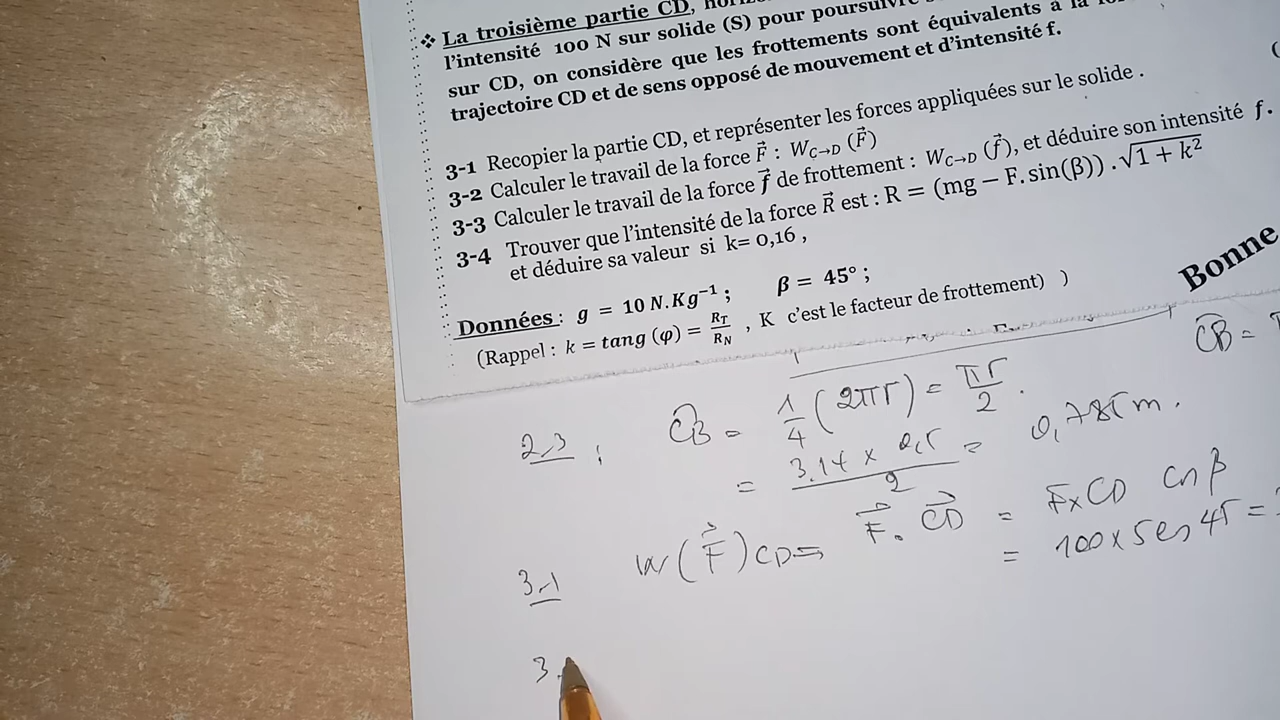 ❖ La troisième partie CD,
l'intensité 100 N sur solide (S) pour poursuivre
sur CD, on considère que les frottements sont équivalents à la
trajectoire CD et de sens opposé de mouvement et d'intensité f.
3-1 Recopier la partie CD, et représenter les forces appliquées sur le solide .
3-2 Calculer le travail de la force F⃗ : W_{C→D} (F⃗)
3-3 Calculer le travail de la force f⃗ de frottement : W_{C→D} (f⃗), et déduire son intensité f.
3-4 Trouver que l'intensité de la force R⃗ est : R = (mg − F.sin(β)) .√(1 + k²)
et déduire sa valeur si k= 0,16 ,
Données : g = 10 N.Kg⁻¹ ; β = 45° ;
(Rappel : k = tang (φ) = R_T/R_N , K c'est le facteur de frottement) )
Bonne
2,3 : CB = 1/4 (2πr) = πr/2 .
CB =
= 3.14 x 0,5 / 2 = 0,785 m .
3,1 W(F⃗)CD = F⃗ . CD⃗ = F x CD cos β
= 100 x 5 cos 45 =
3.